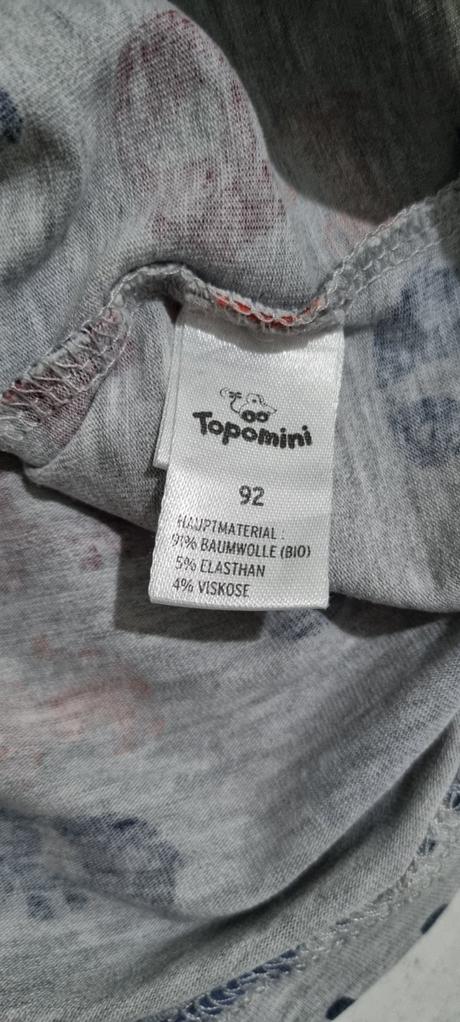 Topomini
92
HAUPTMATERIAL :
91% BAUMWOLLE (BIO)
5% ELASTHAN
4% VISKOSE